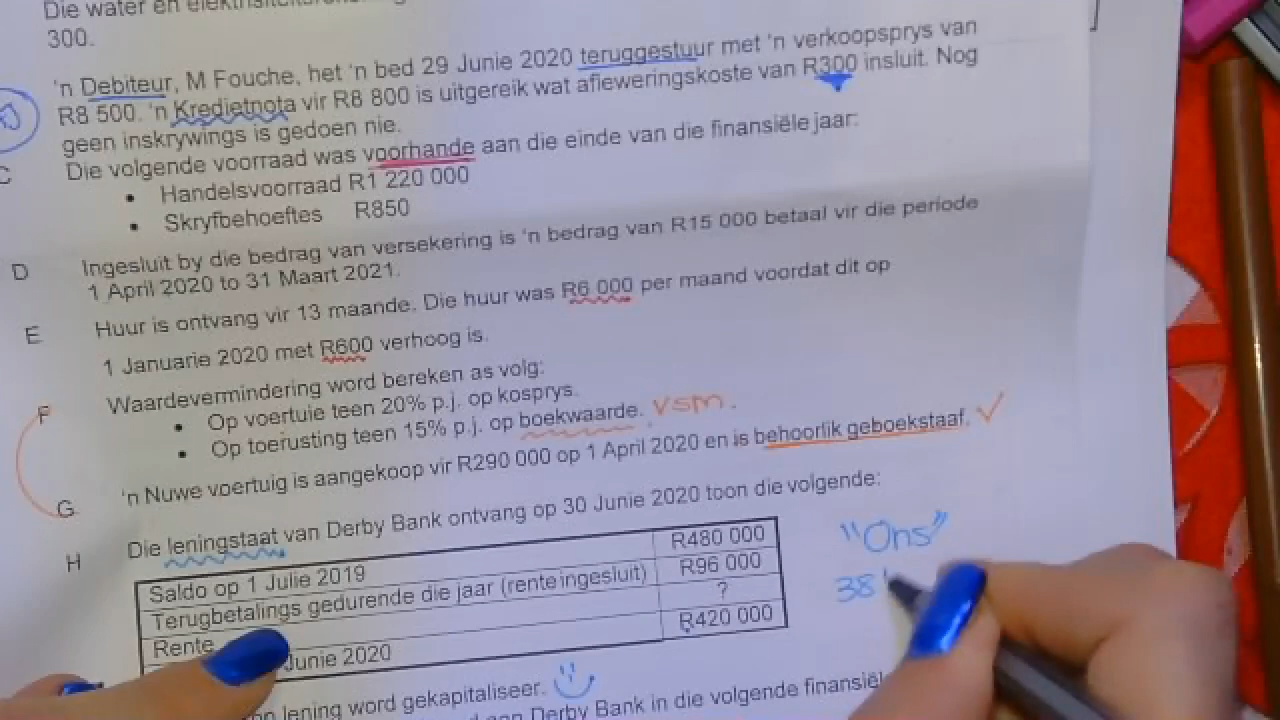 Die water en
300.
'n Debiteur, M Fouche, het 'n bed 29 Junie 2020 teruggestuur met 'n verkoopsprys van
R8 500. 'n Kredietnota vir R8 800 is uitgereik wat afleweringskoste van R300 insluit. Nog
geen inskrywings is gedoen nie.
C Die volgende voorraad was voorhande aan die einde van die finansiële jaar:
• Handelsvoorraad R1 220 000
• Skryfbehoeftes R850
D Ingesluit by die bedrag van versekering is 'n bedrag van R15 000 betaal vir die periode
1 April 2020 to 31 Maart 2021.
E Huur is ontvang vir 13 maande. Die huur was R6 000 per maand voordat dit op
1 Januarie 2020 met R600 verhoog is.
F Waardevermindering word bereken as volg:
• Op voertuie teen 20% p.j. op kosprys.
• Op toerusting teen 15% p.j. op boekwaarde. VSM.
G 'n Nuwe voertuig is aangekoop vir R290 000 op 1 April 2020 en is behoorlik geboekstaaf. ✓
H Die leningstaat van Derby Bank ontvang op 30 Junie 2020 toon die volgende:
Saldo op 1 Julie 2019 R480 000
Terugbetalings gedurende die jaar (rente ingesluit) R96 000
Rente ?
Junie 2020 R420 000
"Ons"
38'
lening word gekapitaliseer.
Derby Bank in die volgende